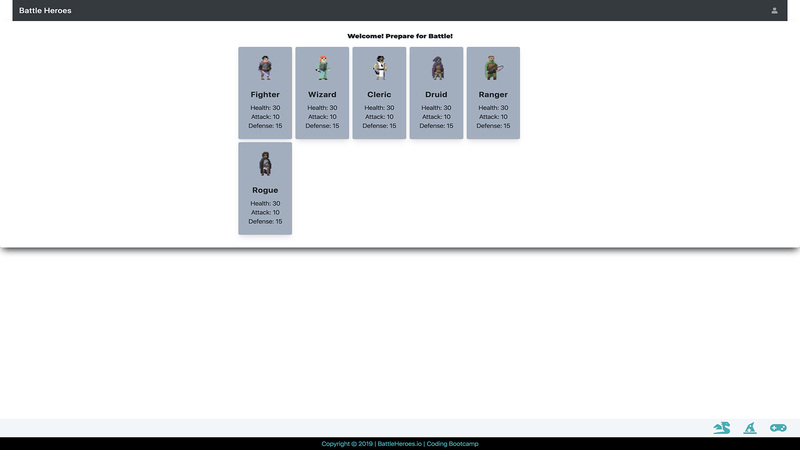 Battle Heroes
Welcome! Prepare for Battle!
Fighter
Health: 30
Attack: 10
Defense: 15
Wizard
Health: 30
Attack: 10
Defense: 15
Cleric
Health: 30
Attack: 10
Defense: 15
Druid
Health: 30
Attack: 10
Defense: 15
Ranger
Health: 30
Attack: 10
Defense: 15
Rogue
Health: 30
Attack: 10
Defense: 15
Copyright © 2019 | BattleHeroes.io | Coding Bootcamp